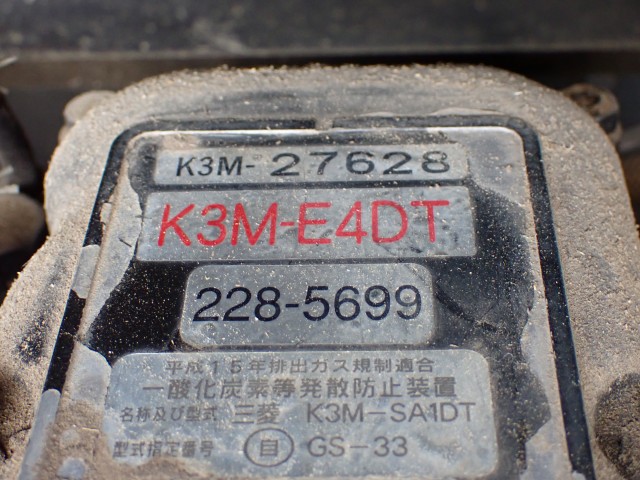 K3M-27628
K3M-E4DT
228-5699
平成15年排出ガス規制適合
一酸化炭素等発散防止装置
名称及び型式 三菱 K3M-SA1DT
型式指定番号 自 GS-33